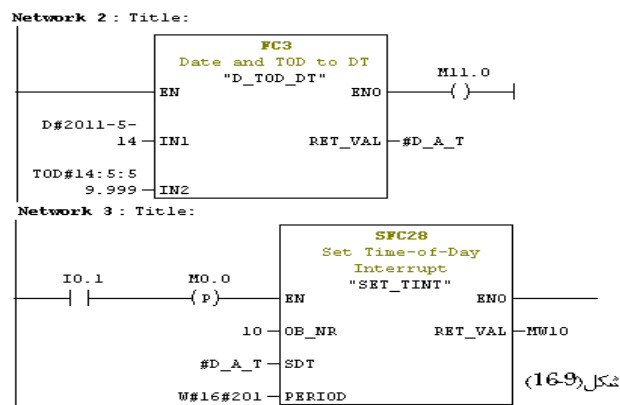 Network 2 : Title:
FC3
Date and TOD to DT
"D_TOD_DT"
M11.0
EN
ENO
( )
D#2011-5-
14
IN1
RET_VAL
#D_A_T
TOD#14:5:5
9.999
IN2
Network 3 : Title:
SFC28
Set Time-of-Day
Interrupt
"SET_TINT"
I0.1
M0.0
(P)
EN
ENO
10
OB_NR
RET_VAL
MW10
#D_A_T
SDT
W#16#201
PERIOD
شكل(9-16)